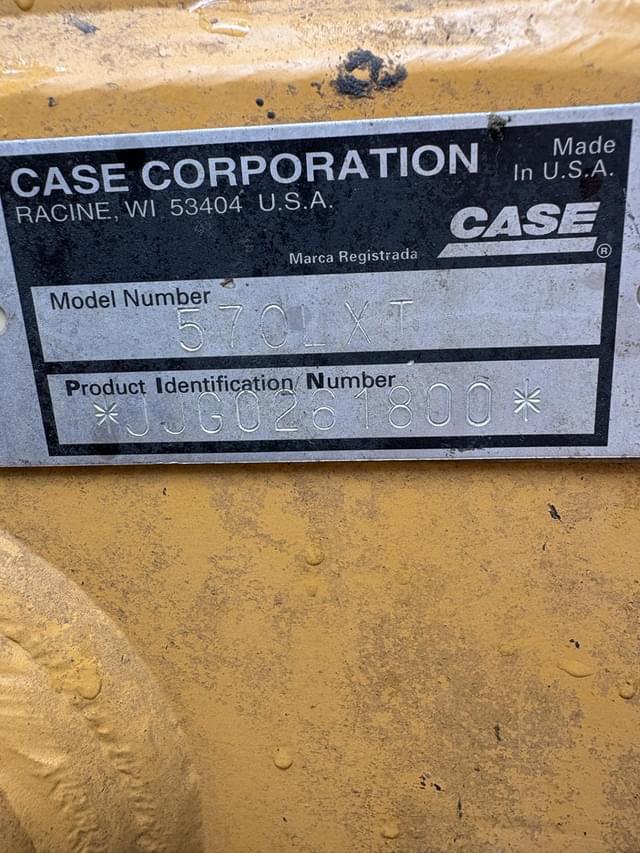 CASE CORPORATION
Made
In U.S.A.
RACINE, WI 53404 U.S.A.
CASE
®
Marca Registrada
Model Number
570LXT
Product Identification Number
*JJG0261800*